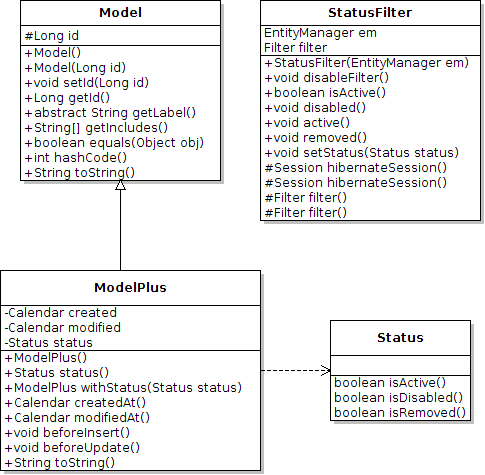 Model
#Long id
+Model()
+Model(Long id)
+void setId(Long id)
+Long getId()
+abstract String getLabel()
+String[] getIncludes()
+boolean equals(Object obj)
+int hashCode()
+String toString()
StatusFilter
EntityManager em
Filter filter
+StatusFilter(EntityManager em)
+void disableFilter()
+boolean isActive()
+void disabled()
+void active()
+void removed()
+void setStatus(Status status)
#Session hibernateSession()
#Session hibernateSession()
#Filter filter()
#Filter filter()
ModelPlus
-Calendar created
-Calendar modified
-Status status
+ModelPlus()
+Status status()
+ModelPlus withStatus(Status status)
+Calendar createdAt()
+Calendar modifiedAt()
+void beforeInsert()
+void beforeUpdate()
+String toString()
Status
boolean isActive()
boolean isDisabled()
boolean isRemoved()